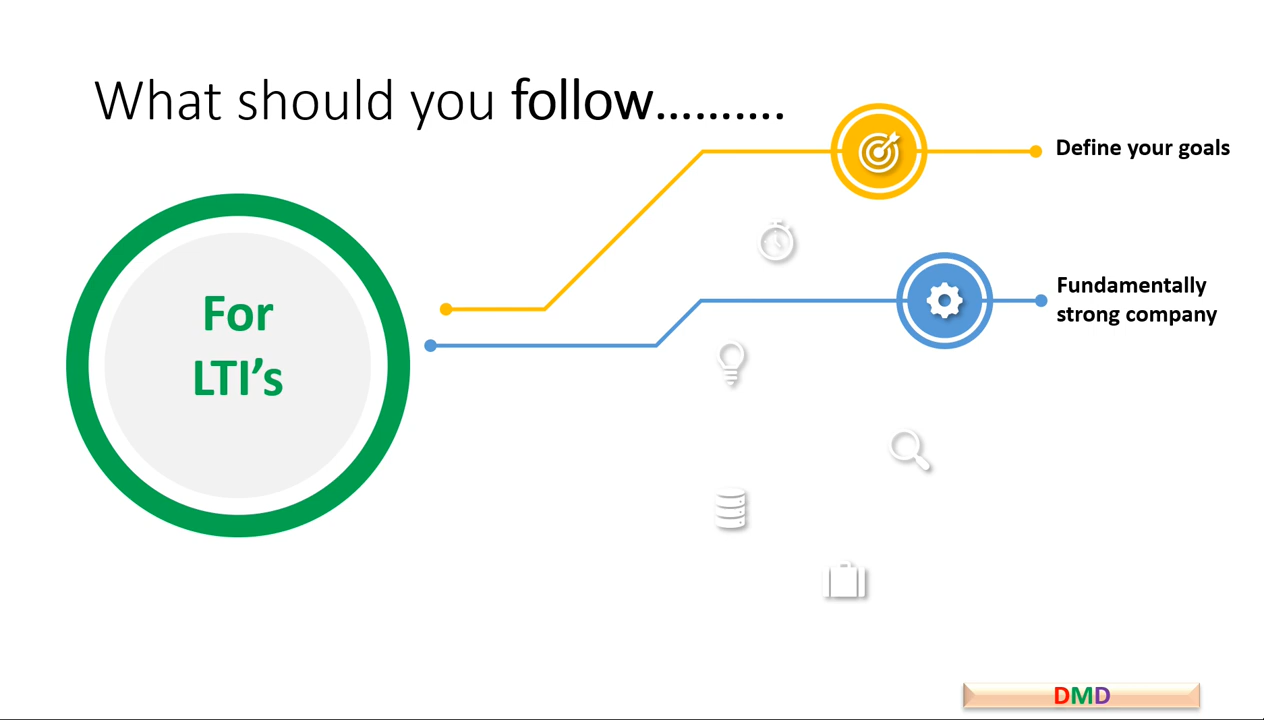 What should you follow..........
Define your goals
Fundamentally
strong company
For
LTI’s
DMD